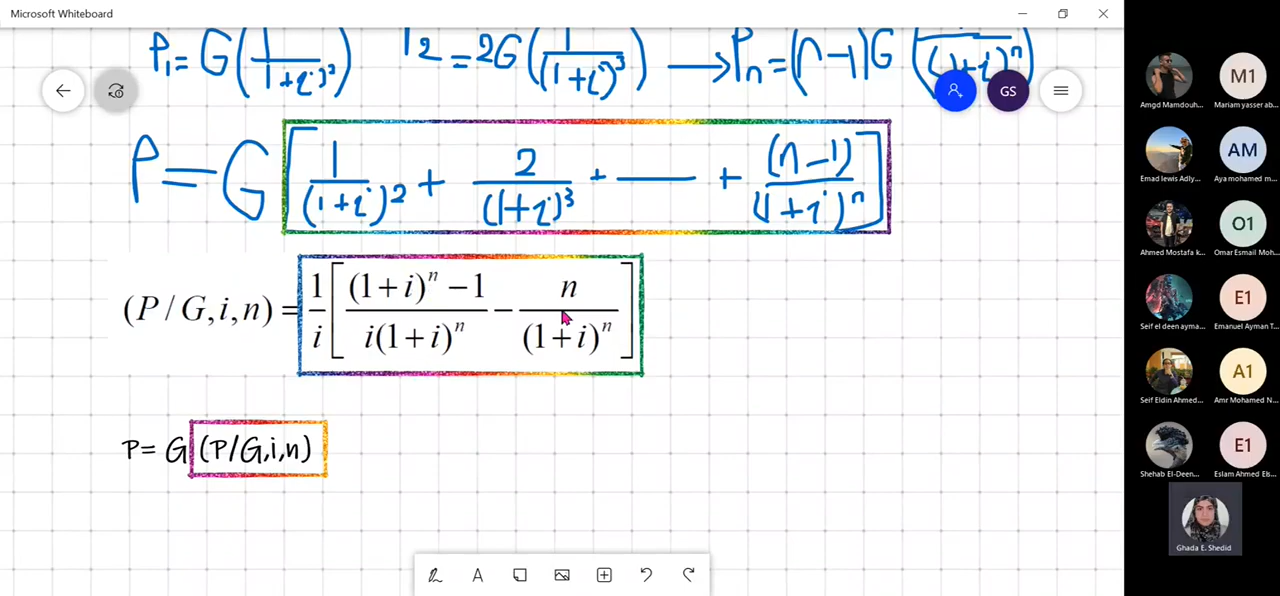 Microsoft Whiteboard
P₁ = G(1/(1+i)²) P₂ = 2G(1/(1+i)³) → Pn = (n-1)G (1/(1+i)ⁿ
GS
P = G [ 1/(1+i)² + 2/(1+i)³ + — + (n-1)/(1+i)ⁿ ]
(P / G, i, n) = 1/i [ ((1+i)ⁿ - 1)/(i(1+i)ⁿ) - n/(1+i)ⁿ ]
P= G (P/G,i,n)
A
M1
Amgd Mamdouh...
Mariam yasser ab...
AM
Emad lewis Adly...
Aya mohamed m...
O1
Ahmed Mostafa k...
Omar Esmail Moh...
E1
Seif el deen ayma...
Emanuel Ayman T...
A1
Seif Eldin Ahmed...
Amr Mohamed N...
E1
Shehab El-Deen...
Eslam Ahmed Els...
Ghada E. Shedid